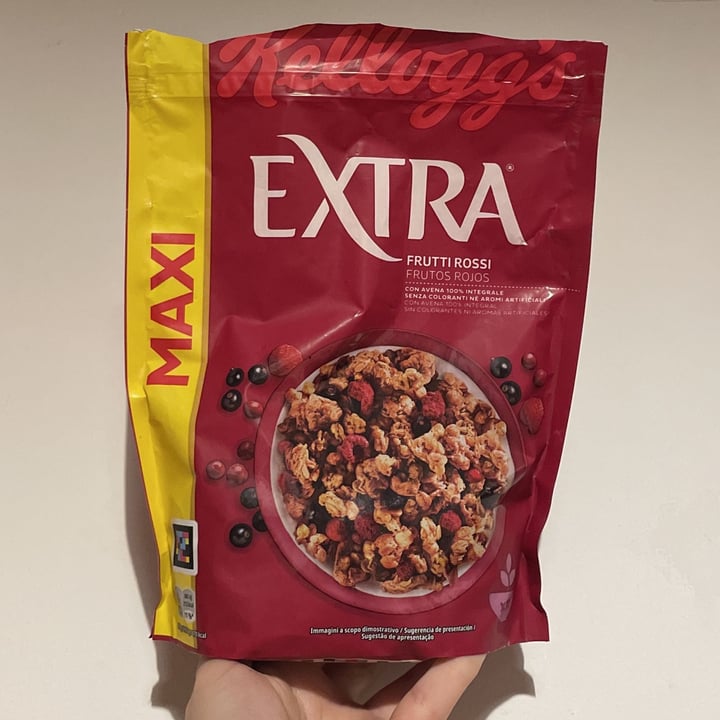 Kellogg's
EXTRA®
FRUTTI ROSSI
FRUTOS ROJOS
CON AVENA 100% INTEGRALE
SENZA COLORANTI NÉ AROMI ARTIFICIALI
CON AVENA 100% INTEGRAL
SIN COLORANTES NI AROMAS ARTIFICIALES
MAXI
Immagini a scopo dimostrativo / Sugerencia de presentación /
Sugestão de apresentação